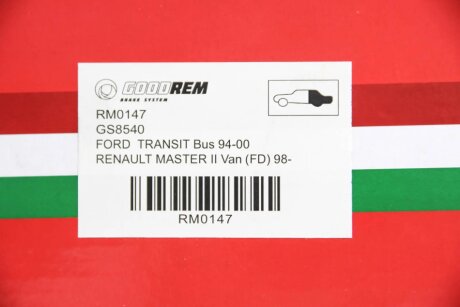 GOODREM
BRAKE SYSTEM
RM0147
GS8540
FORD TRANSIT Bus 94-00
RENAULT MASTER II Van (FD) 98-
RM0147